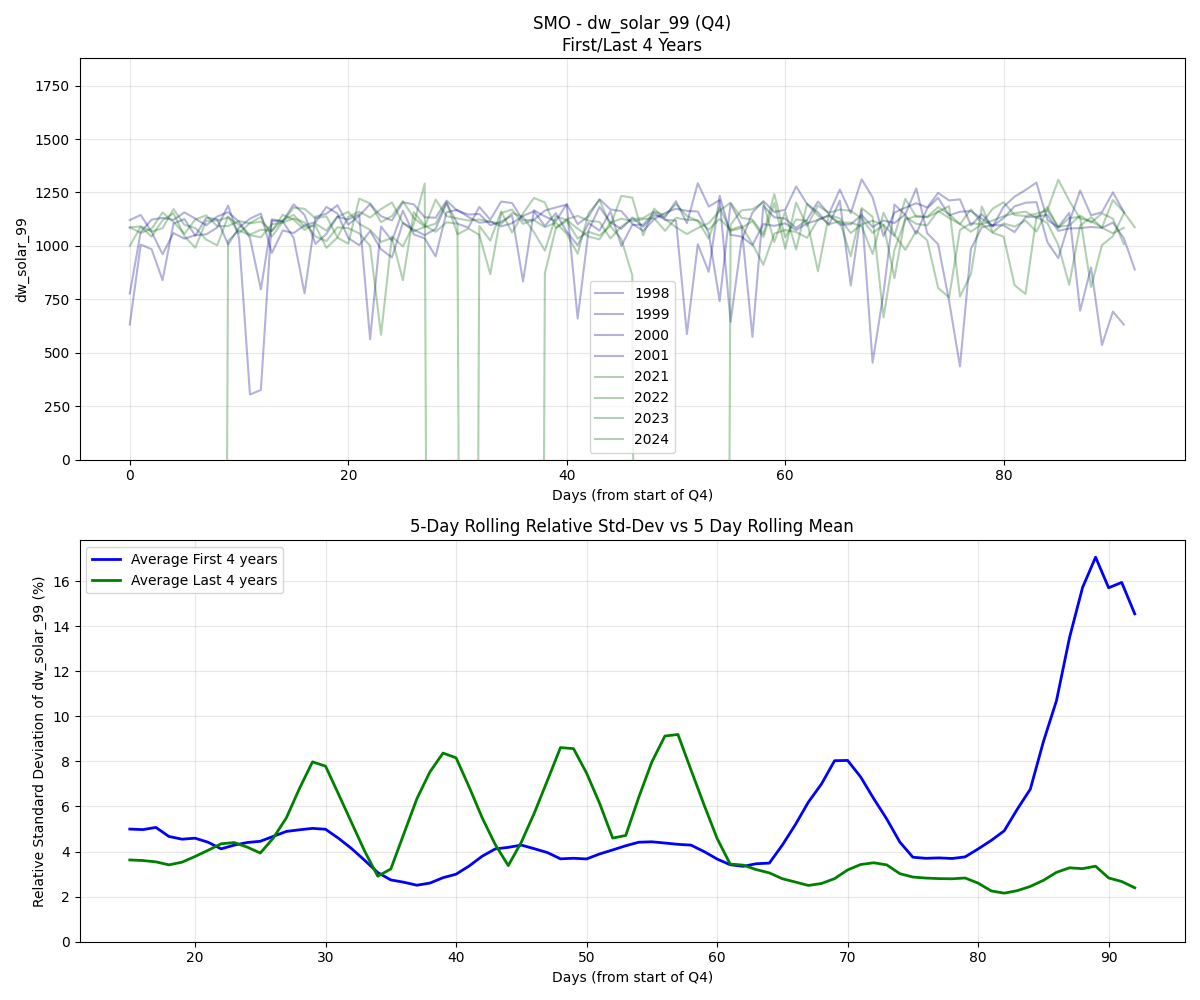 SMO - dw_solar_99 (Q4)
First/Last 4 Years
1750
1500
1250
1000
750
500
250
0
dw_solar_99
1998
1999
2000
2001
2021
2022
2023
2024
0 20 40 60 80
Days (from start of Q4)
5-Day Rolling Relative Std-Dev vs 5 Day Rolling Mean
Average First 4 years
Average Last 4 years
16
14
12
10
8
6
4
2
0
Relative Standard Deviation of dw_solar_99 (%)
20 30 40 50 60 70 80 90
Days (from start of Q4)